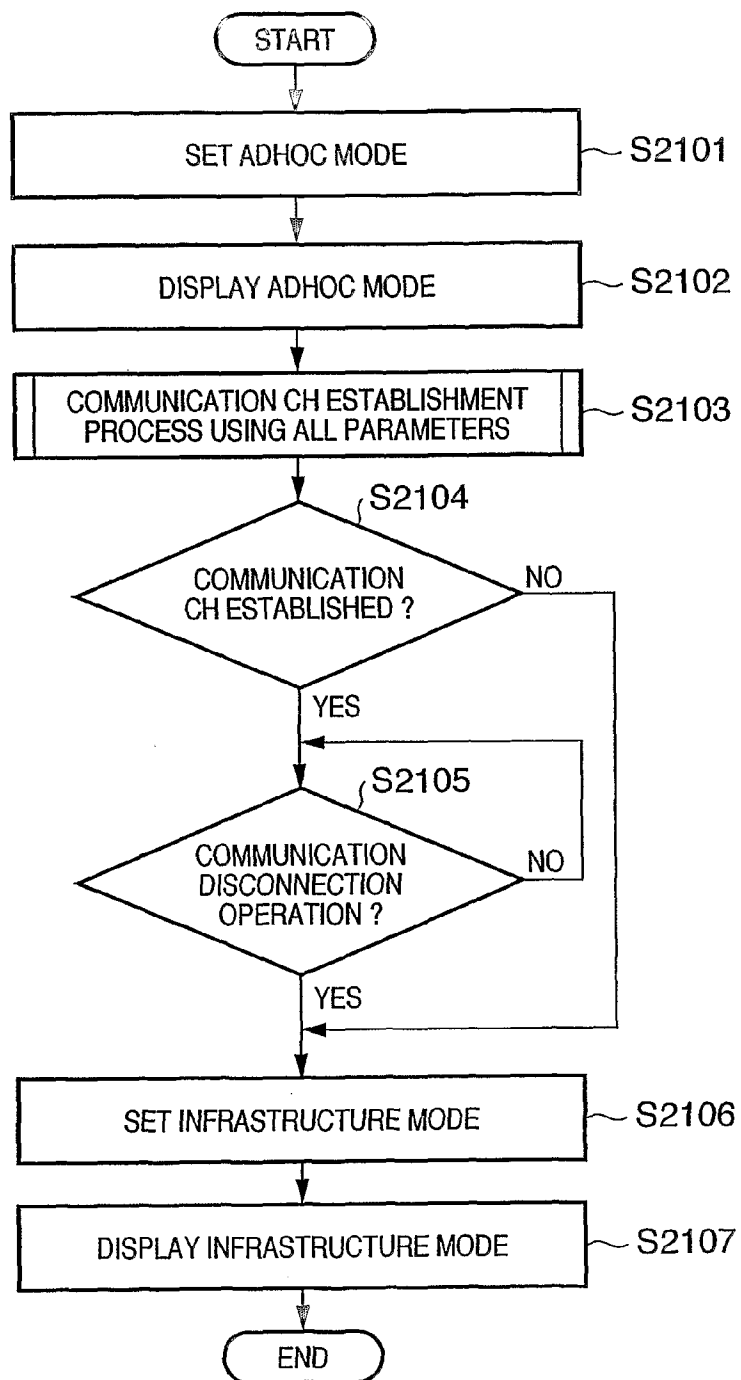 START
SET ADHOC MODE
S2101
DISPLAY ADHOC MODE
S2102
COMMUNICATION CH ESTABLISHMENT
PROCESS USING ALL PARAMETERS
S2103
S2104
COMMUNICATION
CH ESTABLISHED ?
NO
YES
S2105
COMMUNICATION
DISCONNECTION
OPERATION ?
NO
YES
SET INFRASTRUCTURE MODE
S2106
DISPLAY INFRASTRUCTURE MODE
S2107
END